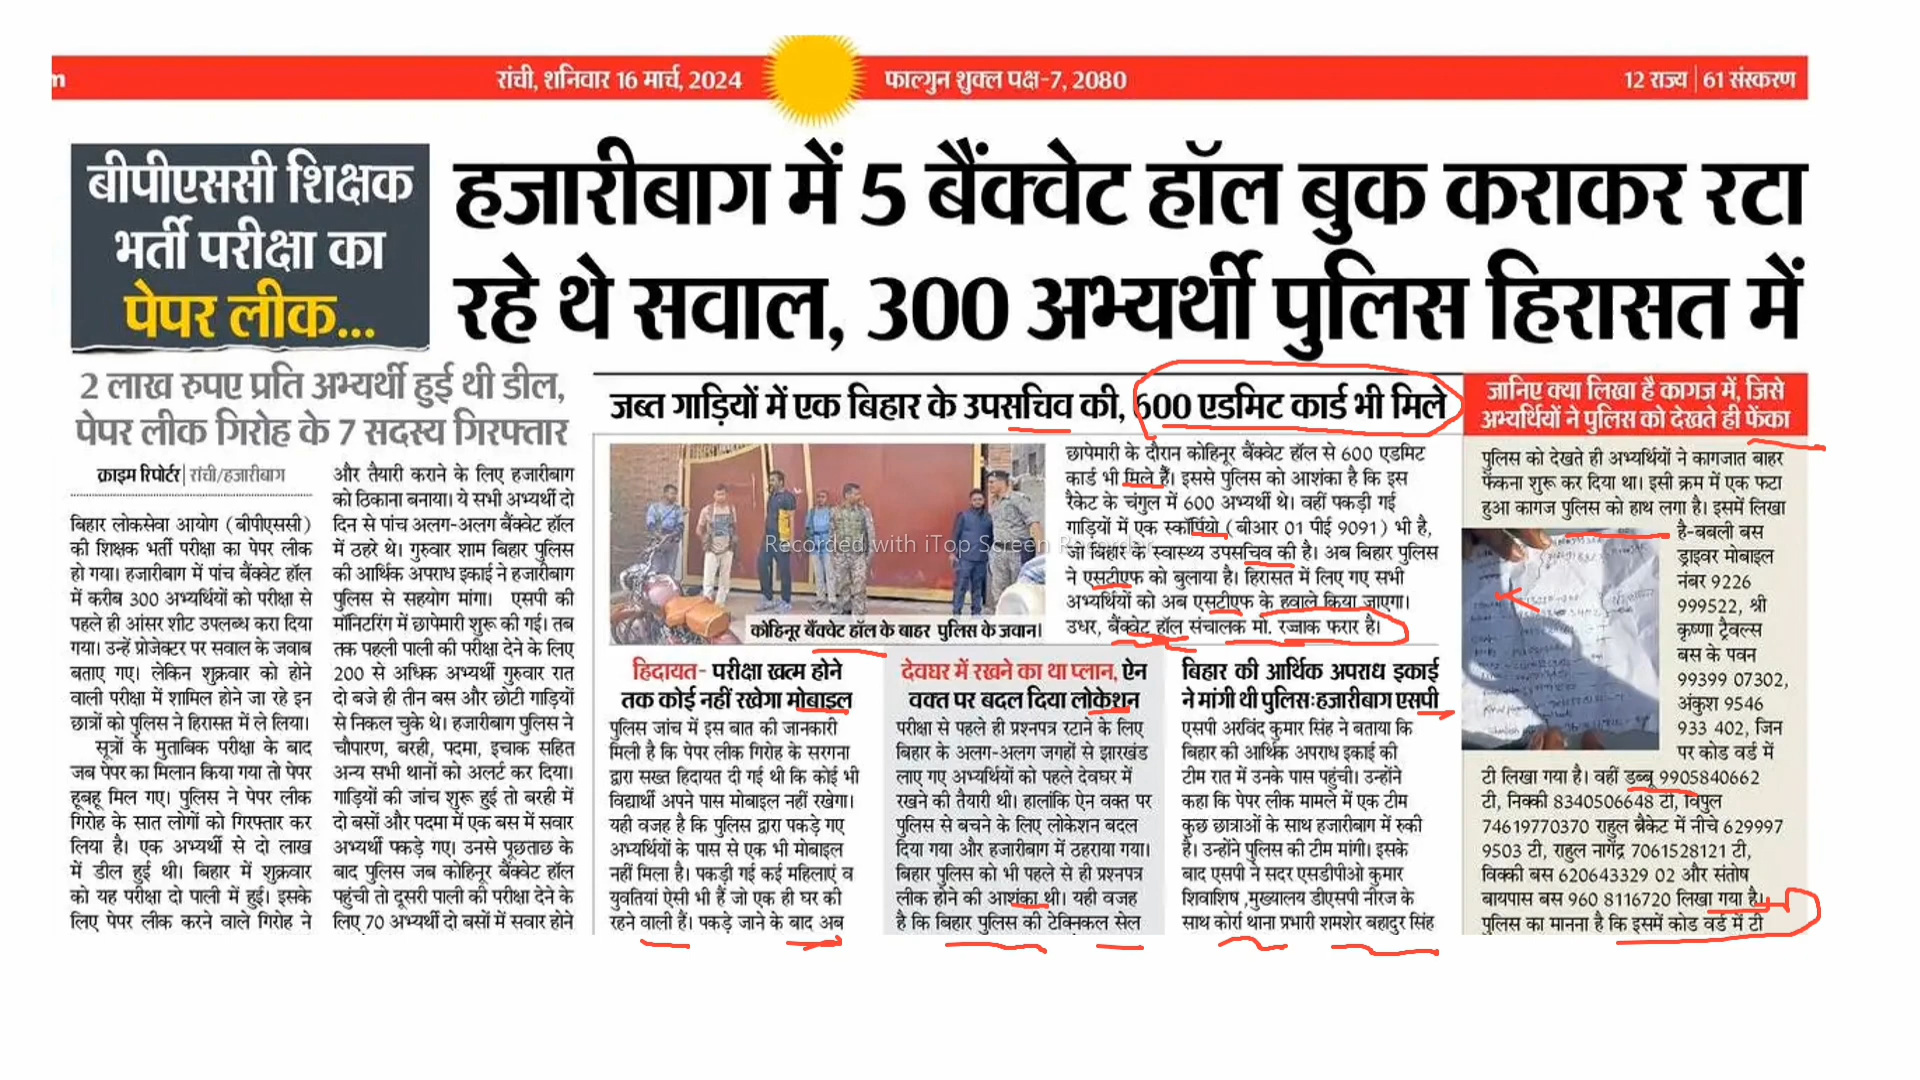 m
रांची, शनिवार 16 मार्च, 2024
फाल्गुन शुक्ल पक्ष-7, 2080
12 राज्य | 61 संस्करण
बीपीएससी शिक्षक
भर्ती परीक्षा का
पेपर लीक...
हजारीबाग में 5 बैंक्वेट हॉल बुक कराकर रटा
रहे थे सवाल, 300 अभ्यर्थी पुलिस हिरासत में
2 लाख रुपए प्रति अभ्यर्थी हुई थी डील,
पेपर लीक गिरोह के 7 सदस्य गिरफ्तार
क्राइम रिपोर्टर | रांची/हजारीबाग
बिहार लोकसेवा आयोग (बीपीएससी)
की शिक्षक भर्ती परीक्षा का पेपर लीक
हो गया। हजारीबाग में पांच बैंक्वेट हॉल
में करीब 300 अभ्यर्थियों को परीक्षा से
पहले ही आंसर शीट उपलब्ध करा दिया
गया। उन्हें प्रोजेक्टर पर सवाल के जवाब
बताए गए। लेकिन शुक्रवार को होने
वाली परीक्षा में शामिल होने जा रहे इन
छात्रों को पुलिस ने हिरासत में ले लिया।
सूत्रों के मुताबिक परीक्षा के बाद
जब पेपर का मिलान किया गया तो पेपर
हूबहू मिल गए। पुलिस ने पेपर लीक
गिरोह के सात लोगों को गिरफ्तार कर
लिया है। एक अभ्यर्थी से दो लाख
में डील हुई थी। बिहार में शुक्रवार
को यह परीक्षा दो पाली में हुई। इसके
लिए पेपर लीक करने वाले गिरोह ने
और तैयारी कराने के लिए हजारीबाग
को ठिकाना बनाया। ये सभी अभ्यर्थी दो
दिन से पांच अलग-अलग बैंक्वेट हॉल
में ठहरे थे। गुरुवार शाम बिहार पुलिस
की आर्थिक अपराध इकाई ने हजारीबाग
पुलिस से सहयोग मांगा। एसपी की
मॉनिटरिंग में छापेमारी शुरू की गई। तब
तक पहली पाली की परीक्षा देने के लिए
200 से अधिक अभ्यर्थी गुरुवार रात
दो बजे ही तीन बस और छोटी गाड़ियों
से निकल चुके थे। हजारीबाग पुलिस ने
चौपारण, बरही, पदमा, इचाक सहित
अन्य सभी थानों को अलर्ट कर दिया।
गाड़ियों की जांच शुरू हुई तो बरही में
दो बसों और पदमा में एक बस में सवार
अभ्यर्थी पकड़े गए। उनसे पूछताछ के
बाद पुलिस जब कोहिनूर बैंक्वेट हॉल
पहुंची तो दूसरी पाली की परीक्षा देने के
लिए 70 अभ्यर्थी दो बसों में सवार होने
जब्त गाड़ियों में एक बिहार के उपसचिव की, 600 एडमिट कार्ड भी मिले
कोहिनूर बैंक्वेट हॉल के बाहर पुलिस के जवान।
छापेमारी के दौरान कोहिनूर बैंक्वेट हॉल से 600 एडमिट
कार्ड भी मिले हैं। इससे पुलिस को आशंका है कि इस
रैकेट के चंगुल में 600 अभ्यर्थी थे। वहीं पकड़ी गई
गाड़ियों में एक स्कॉर्पियो (बीआर 01 पीई 9091) भी है,
जो बिहार के स्वास्थ्य उपसचिव की है। अब बिहार पुलिस
ने एसटीएफ को बुलाया है। हिरासत में लिए गए सभी
अभ्यर्थियों को अब एसटीएफ के हवाले किया जाएगा।
उधर, बैंक्वेट हॉल संचालक मो. रज्जाक फरार है।
Recorded with iTop Screen Recorder
हिदायत- परीक्षा खत्म होने
तक कोई नहीं रखेगा मोबाइल
पुलिस जांच में इस बात की जानकारी
मिली है कि पेपर लीक गिरोह के सरगना
द्वारा सख्त हिदायत दी गई थी कि कोई भी
विद्यार्थी अपने पास मोबाइल नहीं रखेगा।
यही वजह है कि पुलिस द्वारा पकड़े गए
अभ्यर्थियों के पास से एक भी मोबाइल
नहीं मिला है। पकड़ी गई कई महिलाएं व
युवतियां ऐसी भी हैं जो एक ही घर की
रहने वाली हैं। पकड़े जाने के बाद अब
देवघर में रखने का था प्लान, ऐन
वक्त पर बदल दिया लोकेशन
परीक्षा से पहले ही प्रश्नपत्र रटाने के लिए
बिहार के अलग-अलग जगहों से झारखंड
लाए गए अभ्यर्थियों को पहले देवघर में
रखने की तैयारी थी। हालांकि ऐन वक्त पर
पुलिस से बचने के लिए लोकेशन बदल
दिया गया और हजारीबाग में ठहराया गया।
बिहार पुलिस को भी पहले से ही प्रश्नपत्र
लीक होने की आशंका थी। यही वजह
है कि बिहार पुलिस की टेक्निकल सेल
बिहार की आर्थिक अपराध इकाई
ने मांगी थी पुलिस:हजारीबाग एसपी
एसपी अरविंद कुमार सिंह ने बताया कि
बिहार की आर्थिक अपराध इकाई की
टीम रात में उनके पास पहुंची। उन्होंने
कहा कि पेपर लीक मामले में एक टीम
कुछ छात्राओं के साथ हजारीबाग में रुकी
है। उन्होंने पुलिस की टीम मांगी। इसके
बाद एसपी ने सदर एसडीपीओ कुमार
शिवाशिष ,मुख्यालय डीएसपी नीरज के
साथ कोर्रा थाना प्रभारी शमशेर बहादुर सिंह
जानिए क्या लिखा है कागज में, जिसे
अभ्यर्थियों ने पुलिस को देखते ही फेंका
पुलिस को देखते ही अभ्यर्थियों ने कागजात बाहर
फेंकना शुरू कर दिया था। इसी क्रम में एक फटा
हुआ कागज पुलिस को हाथ लगा है। इसमें लिखा
है-बबली बस
ड्राइवर मोबाइल
नंबर 9226
999522, श्री
कृष्णा ट्रैवल्स
बस के पवन
99399 07302,
अंकुश 9546
933 402, जिन
पर कोड वर्ड में
टी लिखा गया है। वहीं डब्बू 9905840662
टी, निक्की 8340506648 टी, विपुल
74619770370 राहुल ब्रैकेट में नीचे 629997
9503 टी, राहुल नागेंद्र 7061528121 टी,
विक्की बस 620643329 02 और संतोष
बायपास बस 960 8116720 लिखा गया है।
पुलिस का मानना है कि इसमें कोड वर्ड में टी